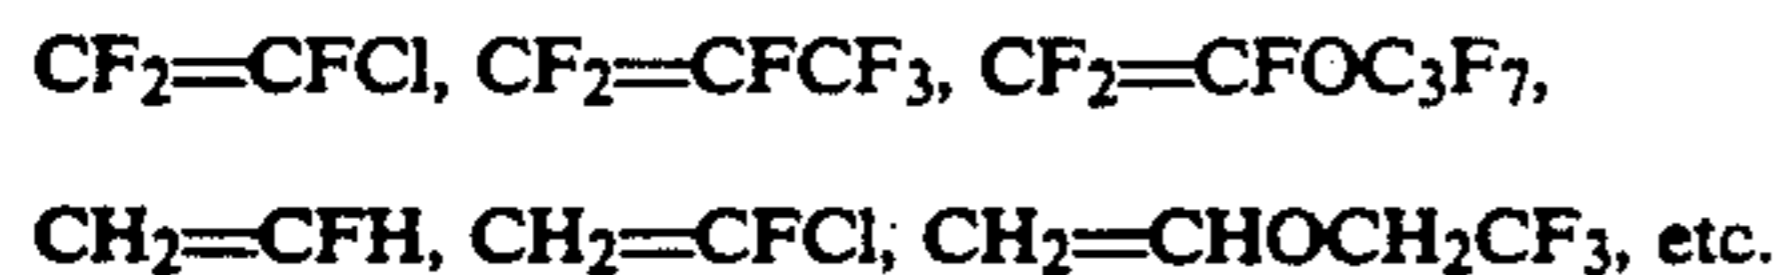 CF₂=CFCl, CF₂=CFCF₃, CF₂=CFOC₃F₇,
CH₂=CFH, CH₂=CFCl, CH₂=CHOCH₂CF₃, etc.